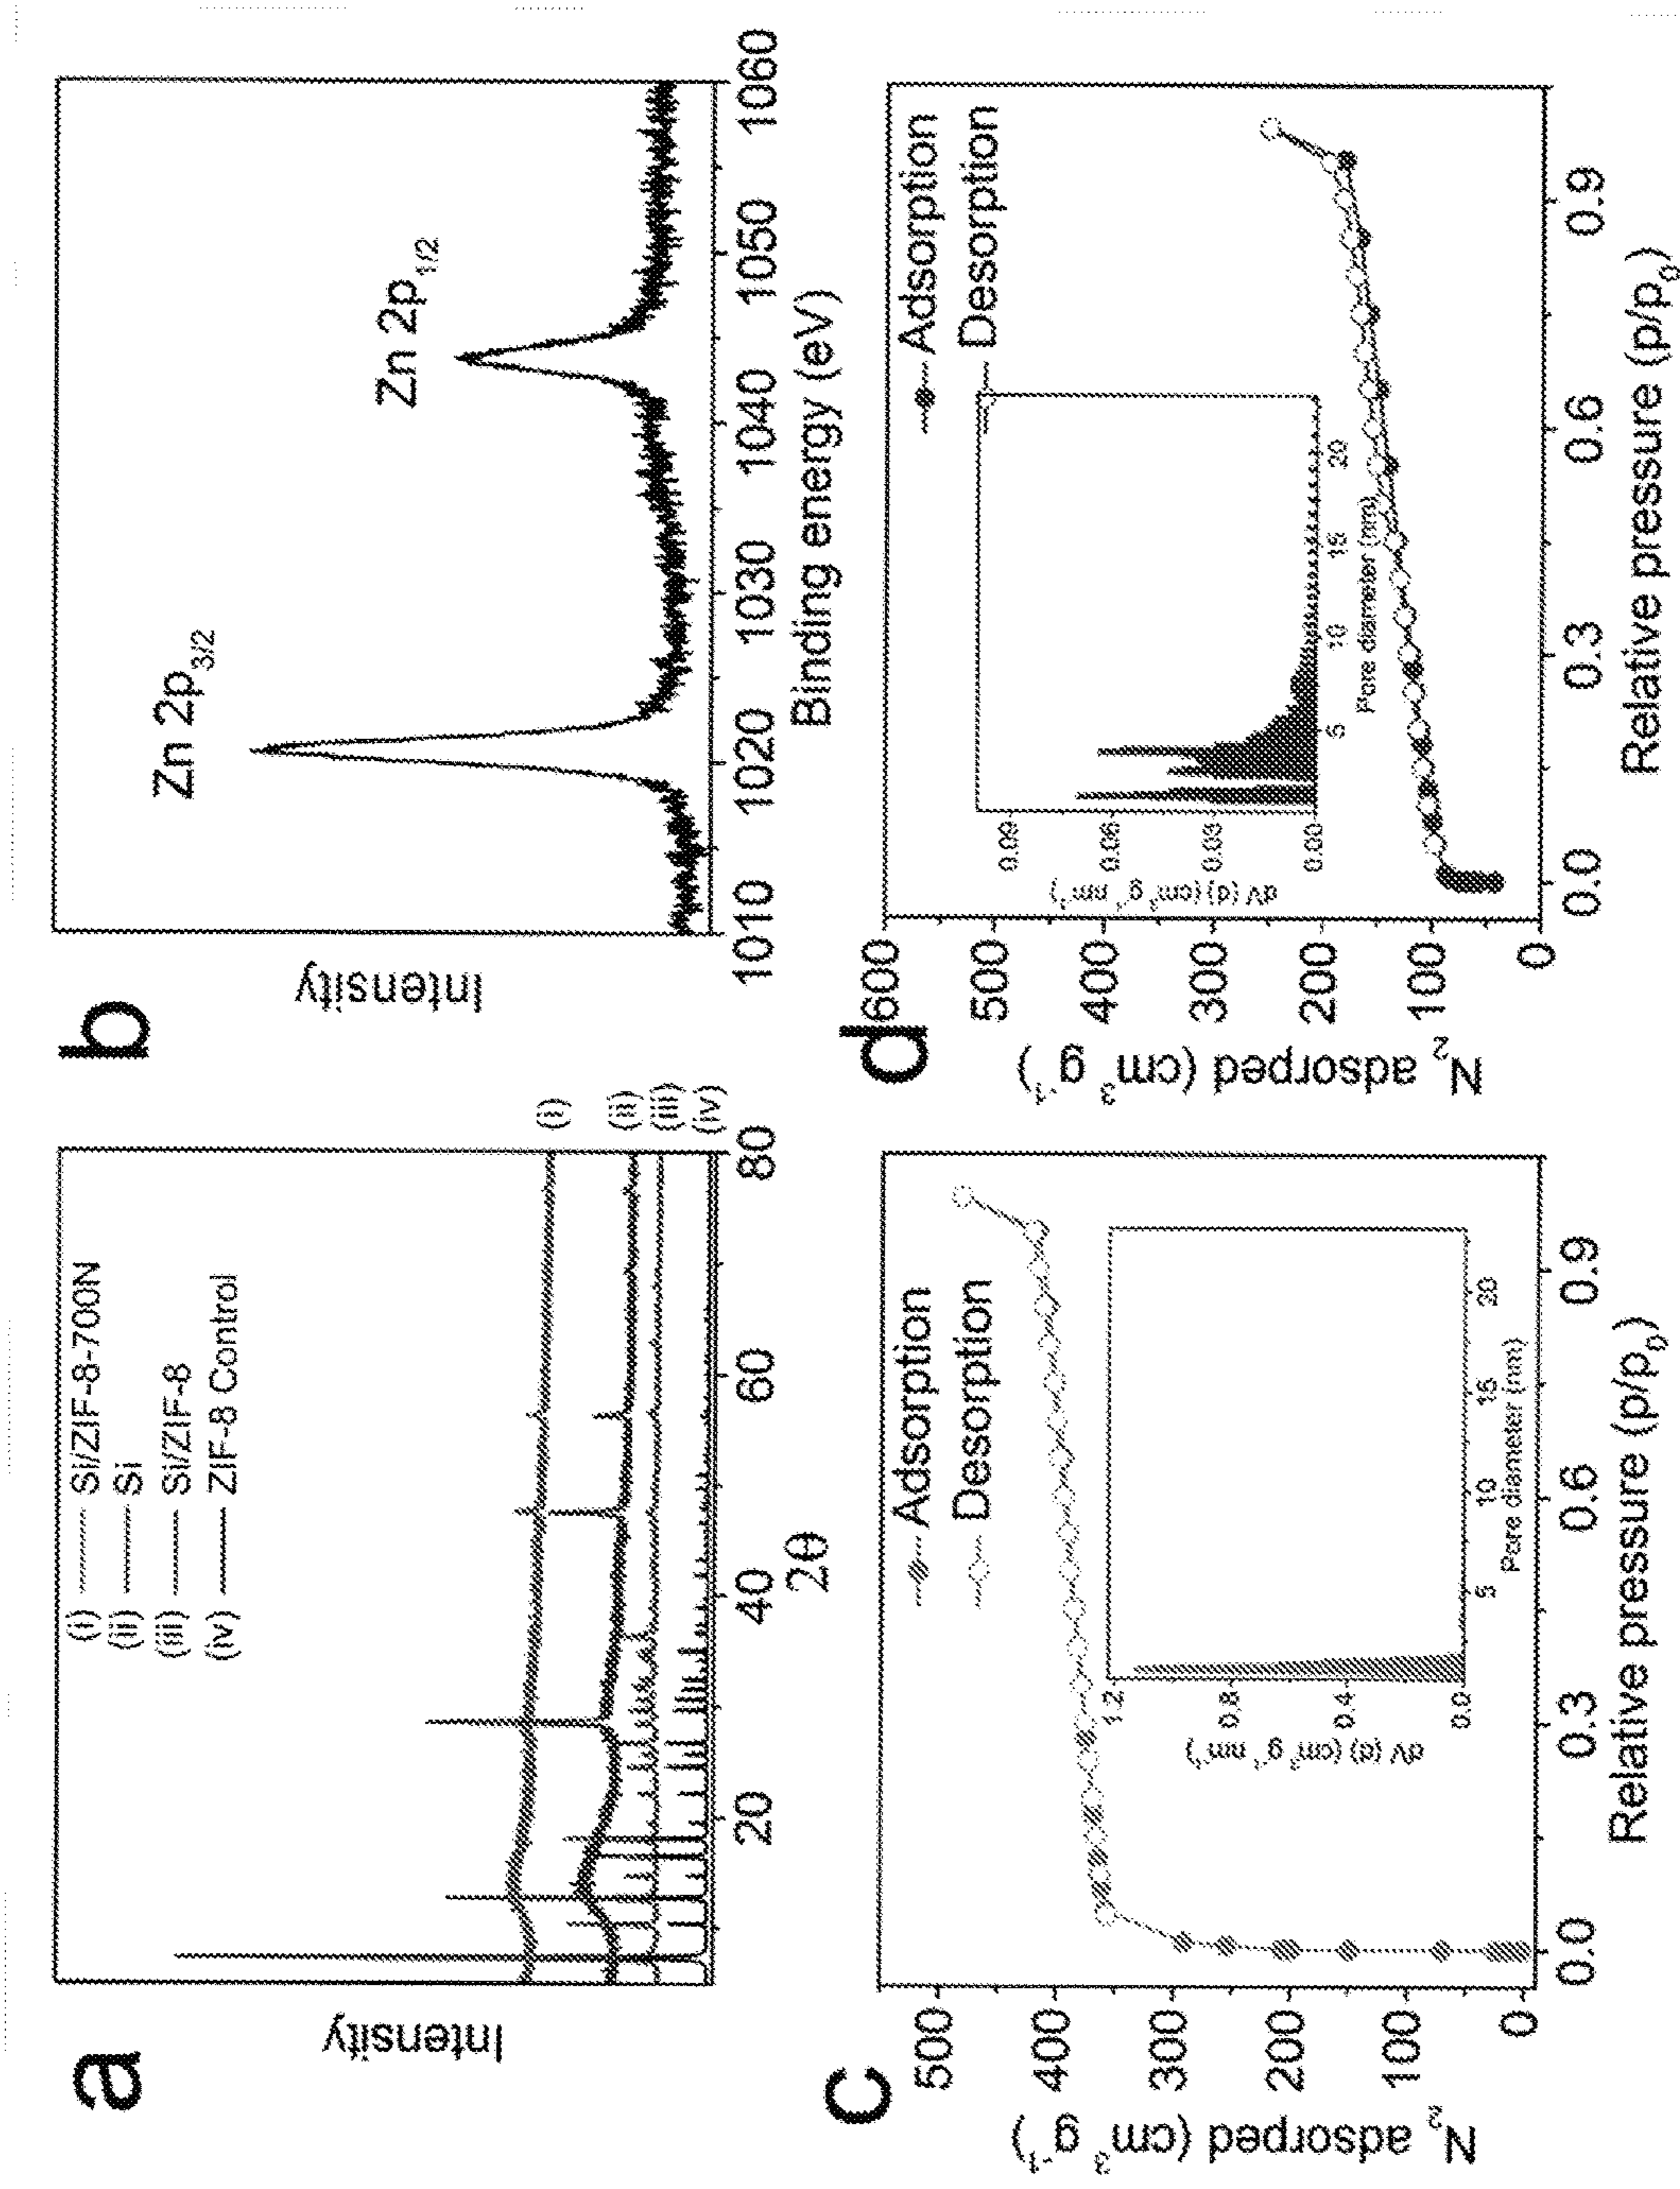 a
Intensity
(i) Si/ZIF-8-700N
(ii) Si
(iii) Si/ZIF-8
(iv) ZIF-8 Control
(i)
(ii)
(iii)
(iv)
20 40 60 80
2θ
b
Intensity
Zn 2p3/2
Zn 2p1/2
1010 1020 1030 1040 1050 1060
Binding energy (eV)
c
N2 adsorped (cm3 g-1)
500
400
300
200
100
0
Adsorption
Desorption
dV (d) (cm3 g-1 nm-1)
1.2
0.8
0.4
0.0
5 10 15 20
Pore diameter (nm)
0.0 0.3 0.6 0.9
Relative pressure (p/p0)
d
N2 adsorped (cm3 g-1)
600
500
400
300
200
100
0
Adsorption
Desorption
dV (d) (cm3 g-1 nm-1)
0.09
0.06
0.03
0.00
5 10 15 20
Pore diameter (nm)
0.0 0.3 0.6 0.9
Relative pressure (p/p0)